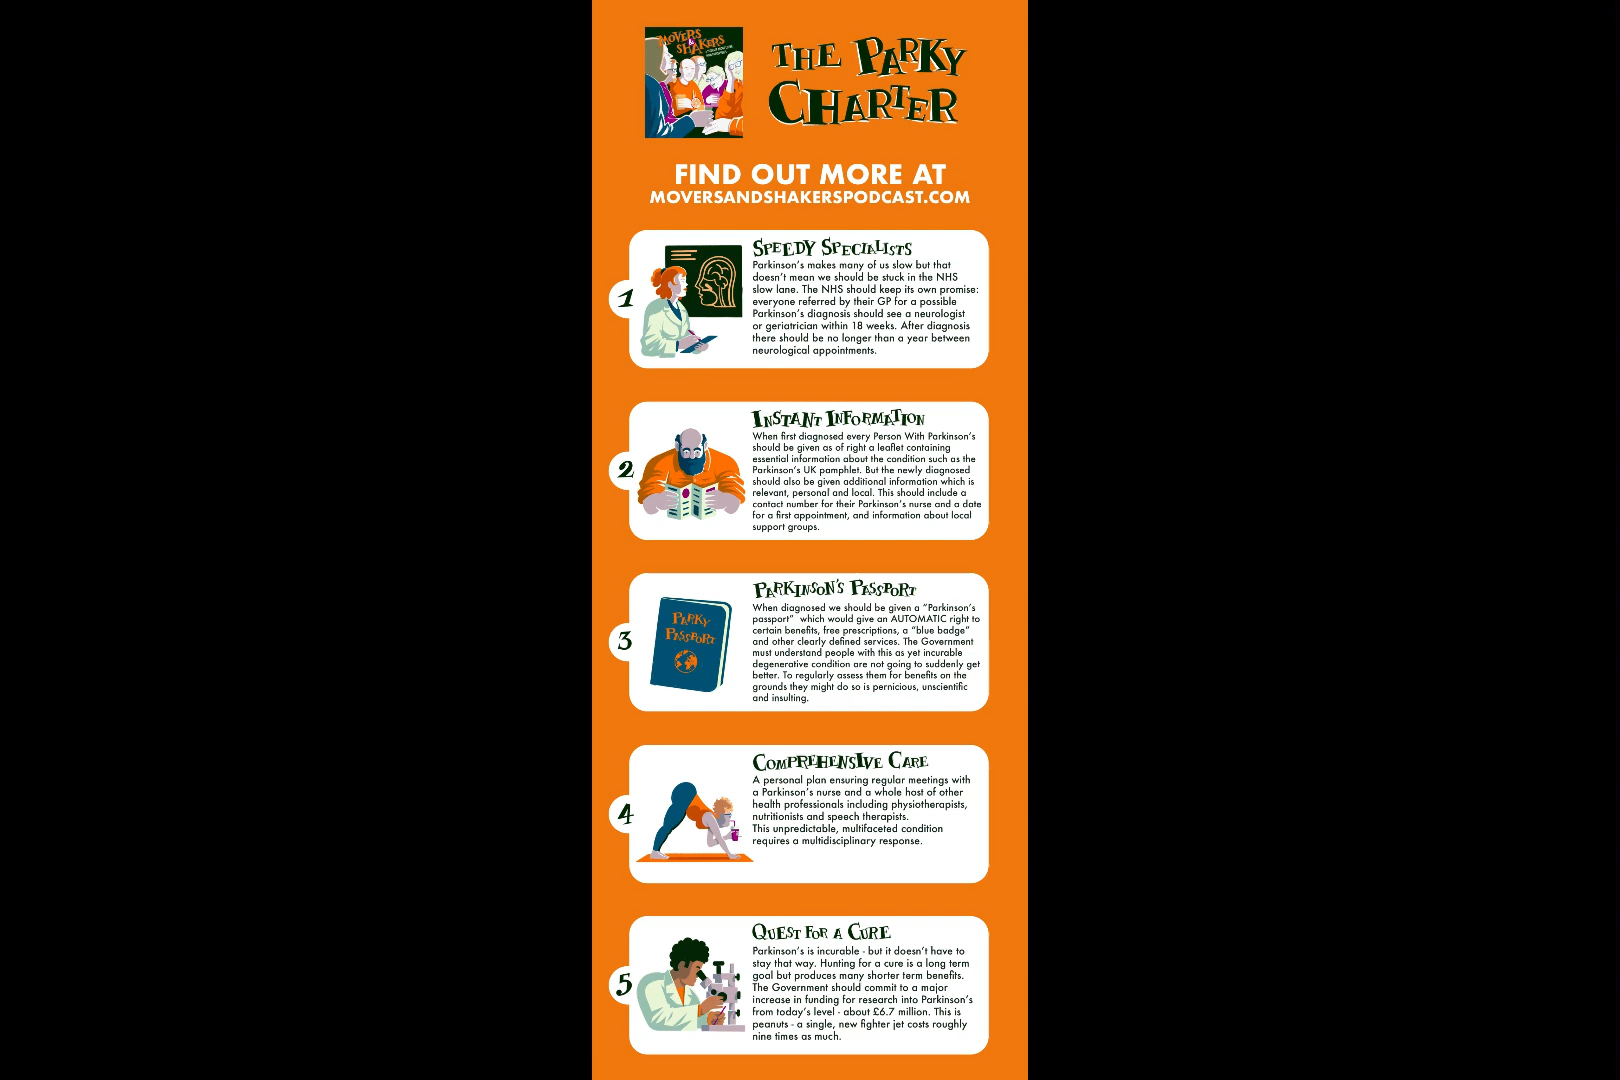 MOVERS
&
SHAKERS
THE PARKY
CHARTER
FIND OUT MORE AT
MOVERSANDSHAKERSPODCAST.COM
1
SPEEDY SPECIALISTS
Parkinson's makes many of us slow but that
doesn't mean we should be stuck in the NHS
slow lane. The NHS should keep its own promise:
everyone referred by their GP for a possible
Parkinson's diagnosis should see a neurologist
or geriatrician within 18 weeks. After diagnosis
there should be no longer than a year between
neurological appointments.
2
INSTANT INFORMATION
When first diagnosed every Person With Parkinson's
should be given as of right a leaflet containing
essential information about the condition such as the
Parkinson's UK pamphlet. But the newly diagnosed
should also be given additional information which is
relevant, personal and local. This should include a
contact number for their Parkinson's nurse and a date
for a first appointment, and information about local
support groups.
3
PARKY
PASSPORT
PARKINSON'S PASSPORT
When diagnosed we should be given a "Parkinson's
passport"  which would give an AUTOMATIC right to
certain benefits, free prescriptions, a "blue badge"
and other clearly defined services. The Government
must understand people with this as yet incurable
degenerative condition are not going to suddenly get
better. To regularly assess them for benefits on the
grounds they might do so is pernicious, unscientific
and insulting.
4
COMPREHENSIVE CARE
A personal plan ensuring regular meetings with
a Parkinson's nurse and a whole host of other
health professionals including physiotherapists,
nutritionists and speech therapists.
This unpredictable, multifaceted condition
requires a multidisciplinary response.
5
QUEST FOR A CURE
Parkinson's is incurable - but it doesn't have to
stay that way. Hunting for a cure is a long term
goal but produces many shorter term benefits.
The Government should commit to a major
increase in funding for research into Parkinson's
from today's level - about £6.7 million. This is
peanuts - a single, new fighter jet costs roughly
nine times as much.